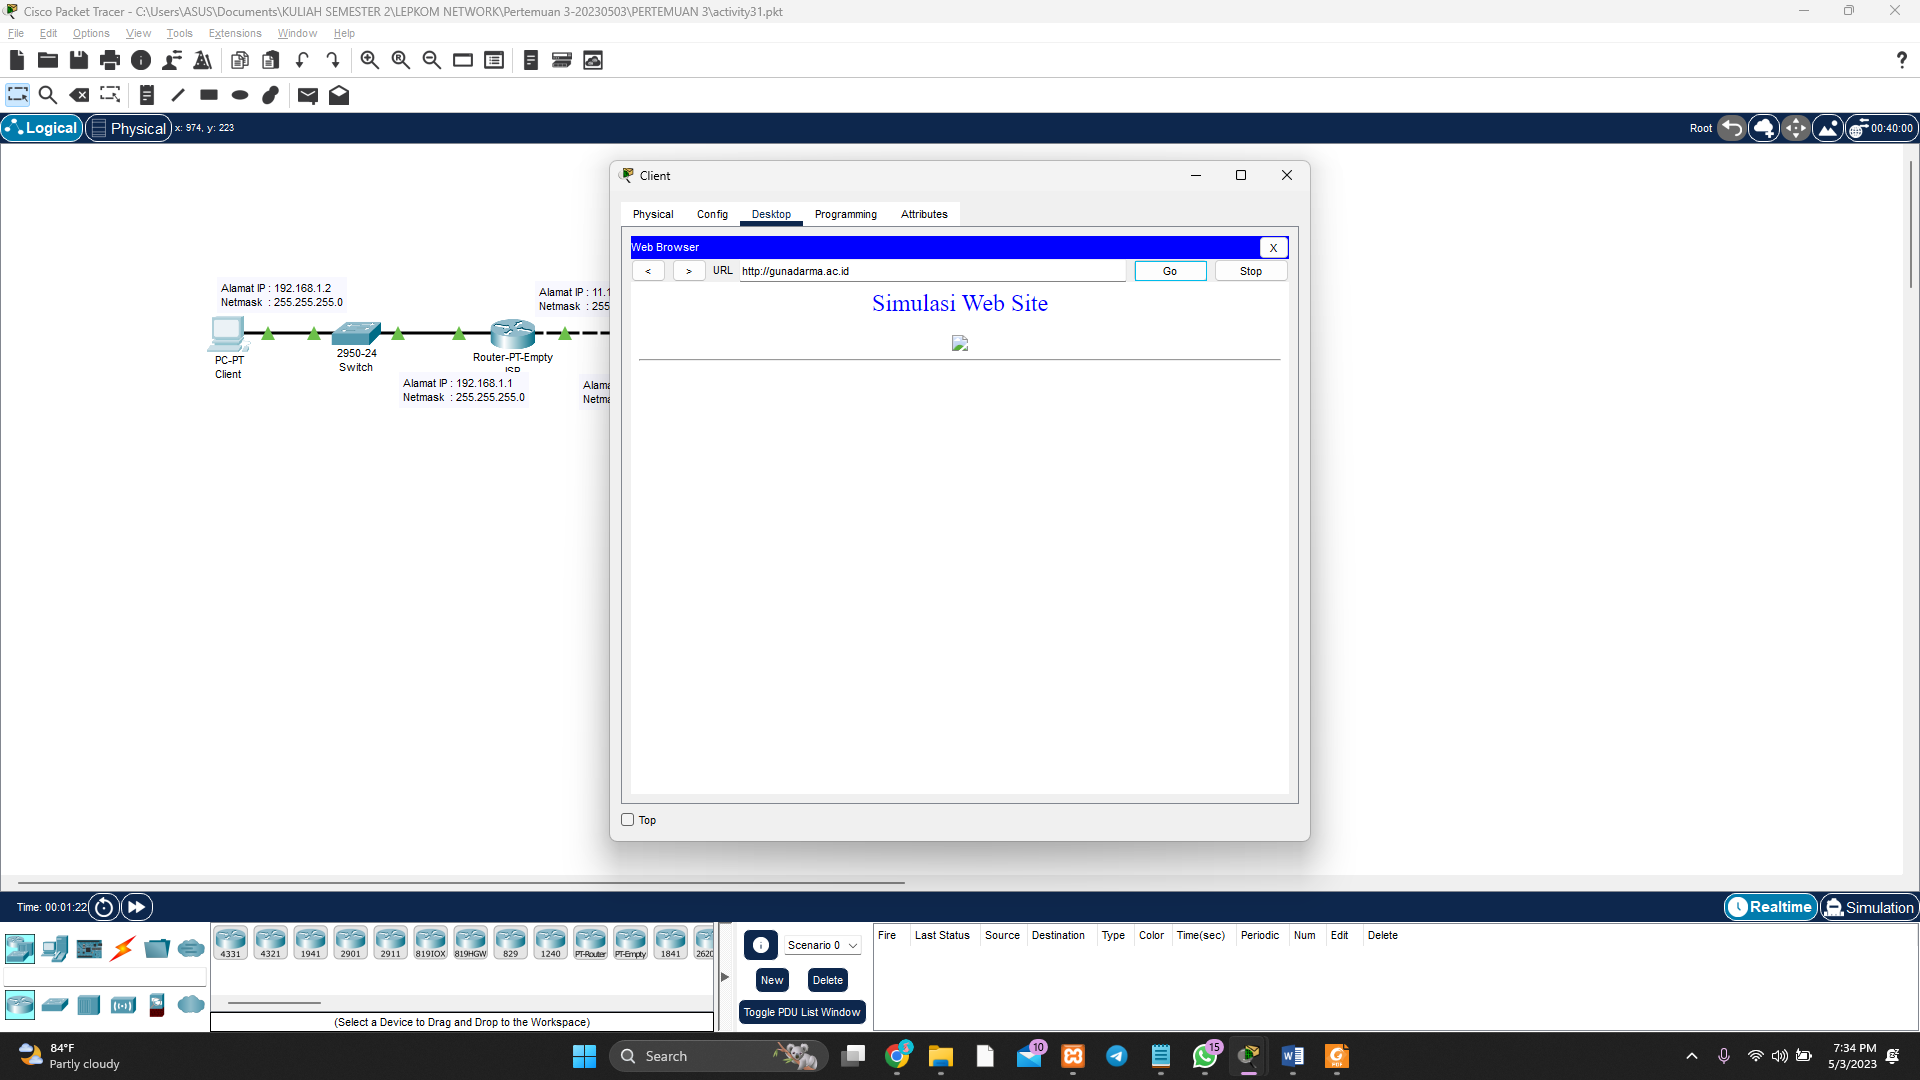 Cisco Packet Tracer - C:\Users\ASUS\Documents\KULIAH SEMESTER 2\LEPKOM NETWORK\Pertemuan 3-20230503\PERTEMUAN 3\activity31.pkt
File Edit Options View Tools Extensions Window Help
?
Logical Physical x: 974, y: 223 Root 00:40:00
Client
Physical Config Desktop Programming Attributes
Web Browser X
< > URL http://gunadarma.ac.id Go Stop
Simulasi Web Site
Alamat IP : 192.168.1.2
Netmask : 255.255.255.0
Alamat IP : 11.1
Netmask : 255
PC-PT
Client
2950-24
Switch
Router-PT-Empty
ISP
Alamat IP : 192.168.1.1
Netmask : 255.255.255.0
Alama
Netma
Top
Time: 00:01:22 Realtime Simulation
4331 4321 1941 2901 2911 819IOX 819HGW 829 1240 PT-Router PT-Empty 1841 2620
(Select a Device to Drag and Drop to the Workspace)
Scenario 0
New Delete
Toggle PDU List Window
Fire Last Status Source Destination Type Color Time(sec) Periodic Num Edit Delete
84°F
Partly cloudy
Search
10
15
7:34 PM
5/3/2023